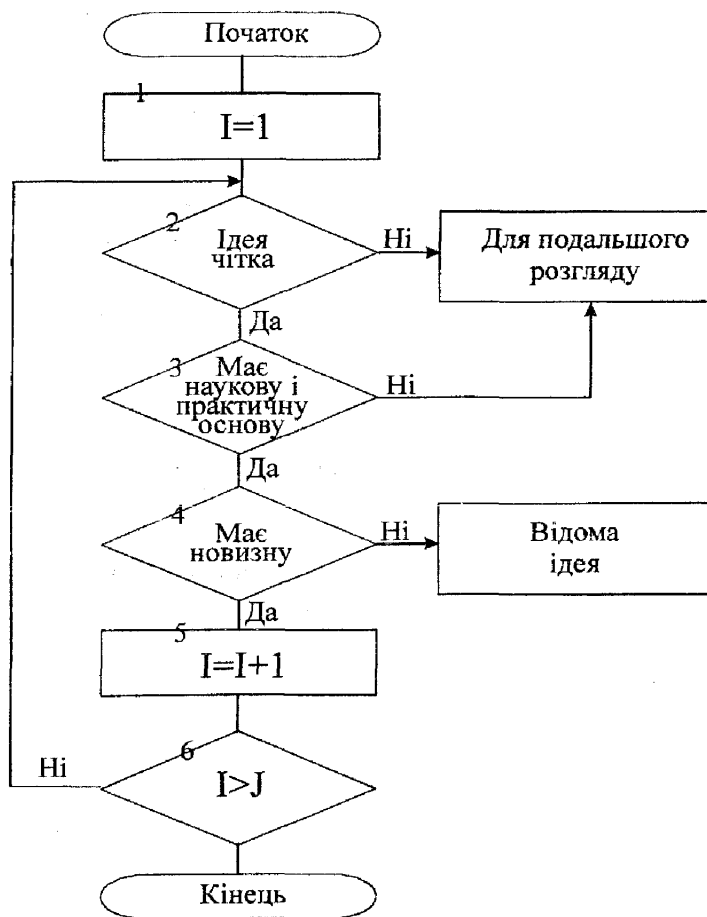 Початок
1
I=1
2
Ідея
чітка
Ні
Для подальшого
розгляду
Да
3
Має
наукову і
практичну
основу
Ні
Да
4
Має
новизну
Ні
Відома
ідея
Да
5
I=I+1
6
Ні
I>J
Кінець